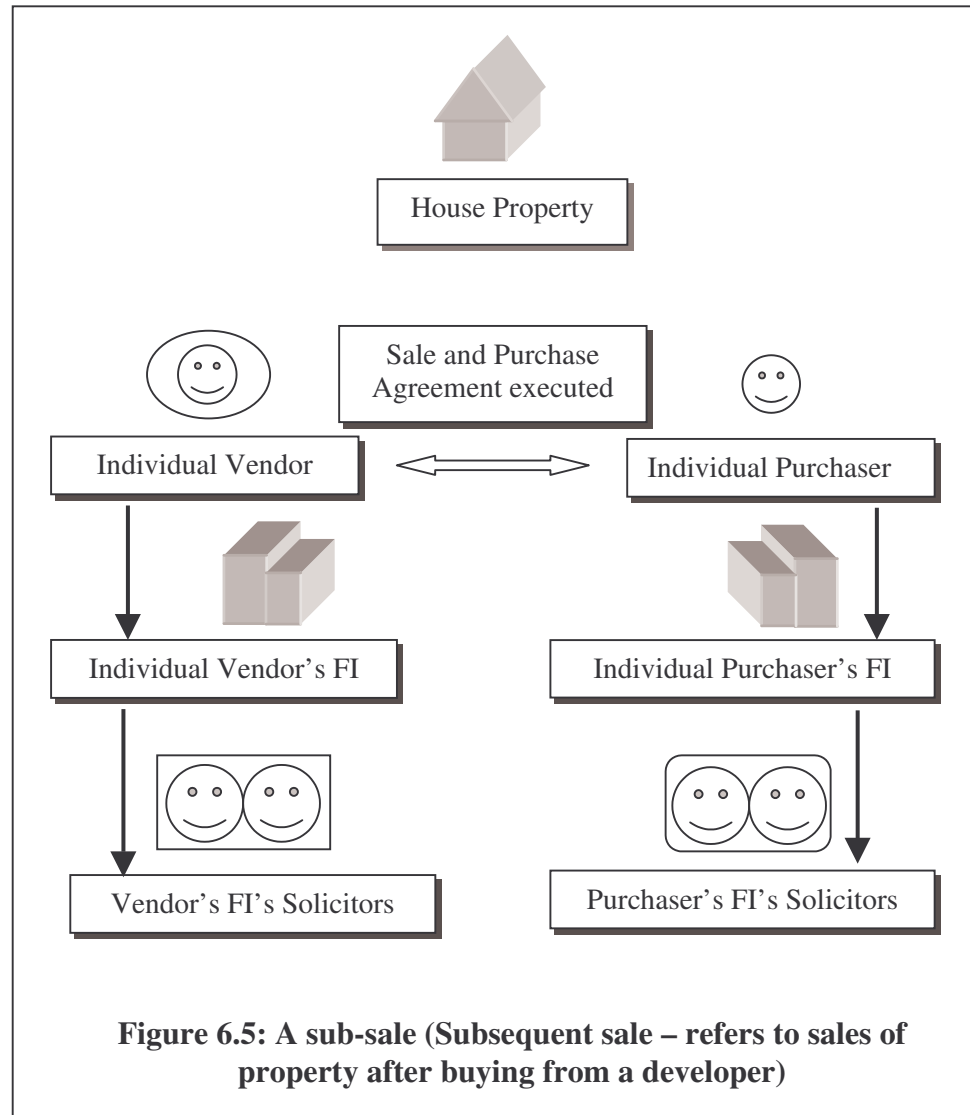 House Property
Sale and Purchase
Agreement executed
Individual Vendor
Individual Purchaser
Individual Vendor’s FI
Individual Purchaser’s FI
Vendor’s FI’s Solicitors
Purchaser’s FI’s Solicitors
Figure 6.5: A sub-sale (Subsequent sale – refers to sales of
property after buying from a developer)